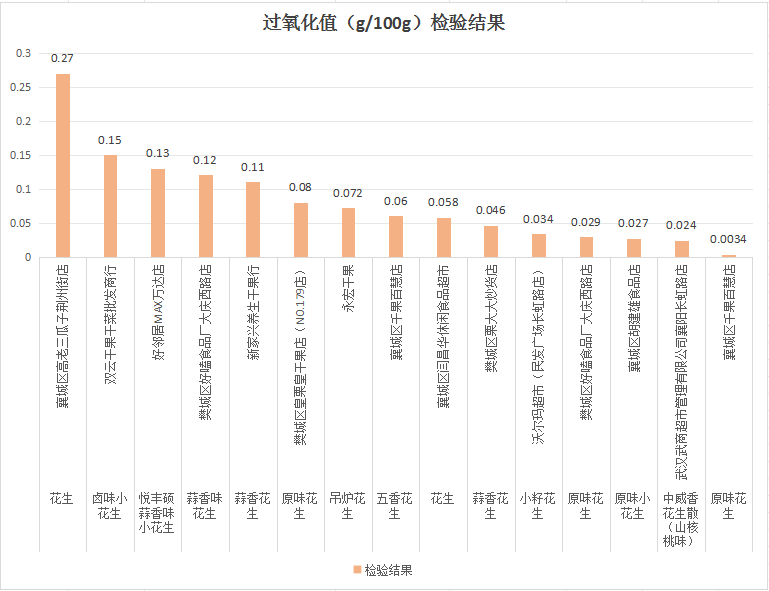 过氧化值（g/100g）检验结果
0.3
0.25
0.2
0.15
0.1
0.05
0
0.27
0.15
0.13
0.12
0.11
0.08
0.072
0.06
0.058
0.046
0.034
0.029
0.027
0.024
0.0034
襄城区高老三瓜子荆州街店
双云干果干菜批发商行
好邻居MAX万达店
樊城区好嗑食品厂大庆西路店
新家兴养生干果行
樊城区皇栗皇干果店（NO.179店）
永宏干果
襄城区千果百慧店
襄城区闫昌华休闲食品超市
樊城区栗大大炒货店
沃尔玛超市（民发广场长虹路店）
樊城区好嗑食品厂大庆西路店
襄城区胡建雄食品店
武汉武商超市管理有限公司襄阳长虹路店
襄城区千果百慧店
花生
卤味小
花生
悦丰硕
蒜香味
小花生
蒜香味
花生
蒜香花
生
原味花
生
吊炉花
生
五香花
生
花生
蒜香花
生
小籽花
生
原味花
生
原味小
花生
中威香
花生散
（山核
桃味）
原味花
生
检验结果